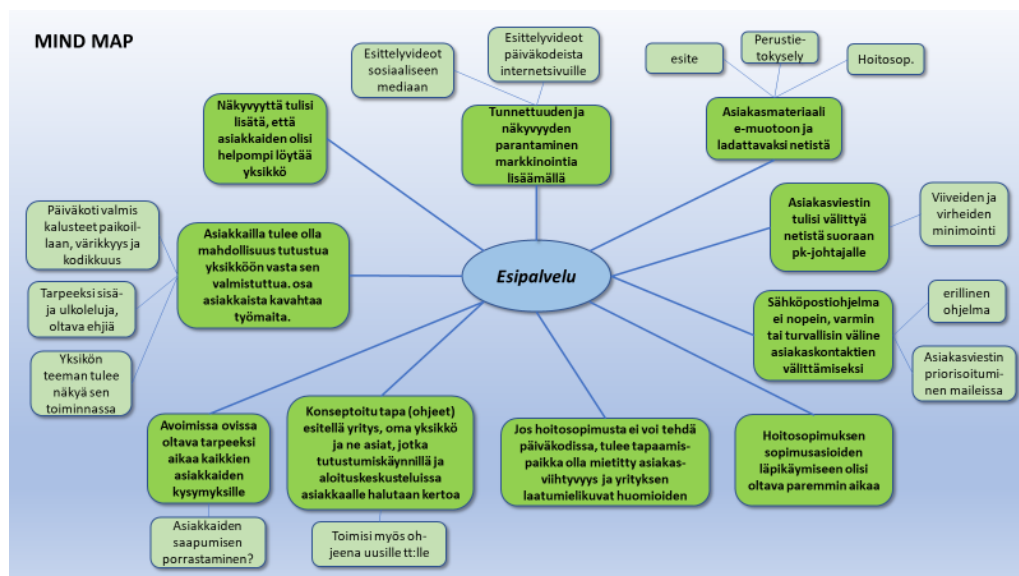 MIND MAP
Esittelyvideot
sosiaaliseen
mediaan
Esittelyvideot
päiväkodeista
internetsivuille
esite
Perustie-
tokysely
Hoitosop.
Näkyvyyttä tulisi
lisätä, että
asiakkaiden olisi
helpompi löytää
yksikkö
Tunnettuuden ja
näkyvyyden
parantaminen
markkinointia
lisäämällä
Asiakasmateriaali
e-muotoon ja
ladattavaksi netistä
Päiväkoti valmis
kalusteet paikoil-
laan, värikkyys ja
kodikkuus
Tarpeeksi sisä-
ja ulkoleluja,
oltava ehjiä
Yksikön
teeman tulee
näkyä sen
toiminnassa
Asiakkailla tulee olla
mahdollisuus tutustua
yksikköön vasta sen
valmistuttua. osa
asiakkaista kavahtaa
työmaita.
Esipalvelu
Asiakasviestin
tulisi välittyä
netistä suoraan
pk-johtajalle
Viiveiden ja
virheiden
minimointi
Sähköpostiohjelma
ei nopein, varmin
tai turvallisin väline
asiakaskontaktien
välittämiseksi
erillinen
ohjelma
Asiakasviestin
priorisoitumi-
nen maileissa
Avoimissa ovissa
oltava tarpeeksi
aikaa kaikkien
asiakkaiden
kysymyksille
Asiakkaiden
saapumisen
porrastaminen?
Konseptoitu tapa (ohjeet)
esitellä yritys, oma yksikkö
ja ne asiat, jotka
tutustumiskäynnillä ja
aloituskeskusteluissa
asiakkaalle halutaan kertoa
Toimisi myös oh-
jeena uusille tt:lle
Jos hoitosopimusta ei voi tehdä
päiväkodissa, tulee tapaamis-
paikka olla mietitty asiakas-
viihtyvyys ja yrityksen
laatumielikuvat huomioiden
Hoitosopimuksen
sopimusasioiden
läpikäymiseen olisi
oltava paremmin aikaa